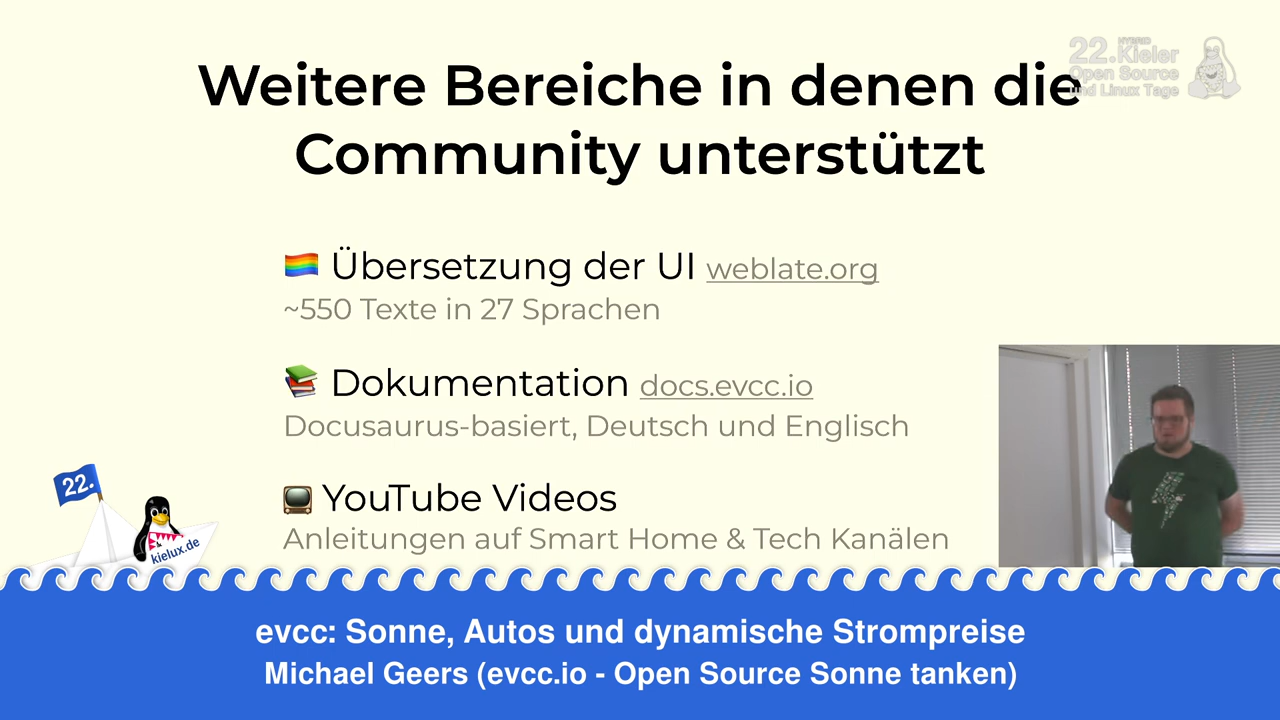 Weitere Bereiche in denen die
Community unterstützt
22. HYBRID
Kieler
Open Source
und Linux Tage
Übersetzung der UI weblate.org
~550 Texte in 27 Sprachen
Dokumentation docs.evcc.io
Docusaurus-basiert, Deutsch und Englisch
YouTube Videos
Anleitungen auf Smart Home & Tech Kanälen
22.
kielux.de
evcc: Sonne, Autos und dynamische Strompreise
Michael Geers (evcc.io - Open Source Sonne tanken)